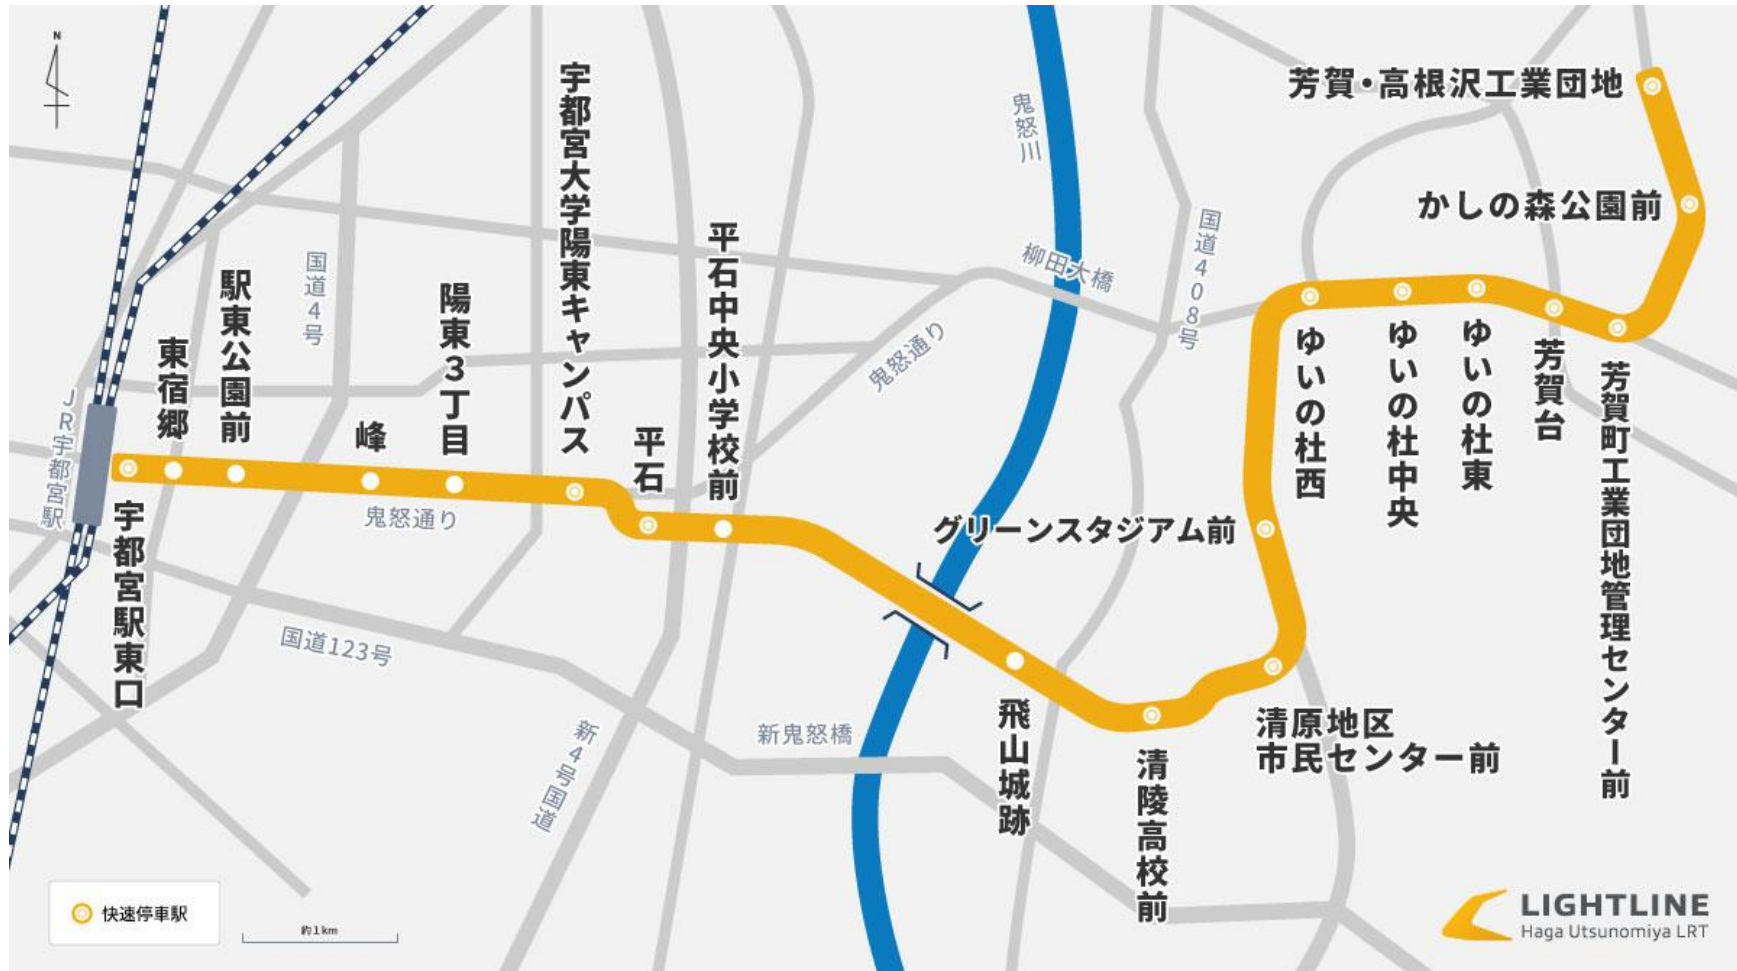 N
芳賀・高根沢工業団地
かしの森公園前
宇都宮大学陽東キャンパス
鬼怒川
平石中央小学校前
国道408号
柳田大橋
国道4号
駅東公園前
陽東3丁目
東宿郷
鬼怒通り
ゆいの杜西
ゆいの杜中央
ゆいの杜東
芳賀台
芳賀町工業団地管理センター前
JR宇都宮駅
峰
平石
鬼怒通り
宇都宮駅東口
グリーンスタジアム前
国道123号
新4号国道
新鬼怒橋
飛山城跡
清陵高校前
清原地区
市民センター前
快速停車駅
約1km
LIGHTLINE
Haga Utsunomiya LRT